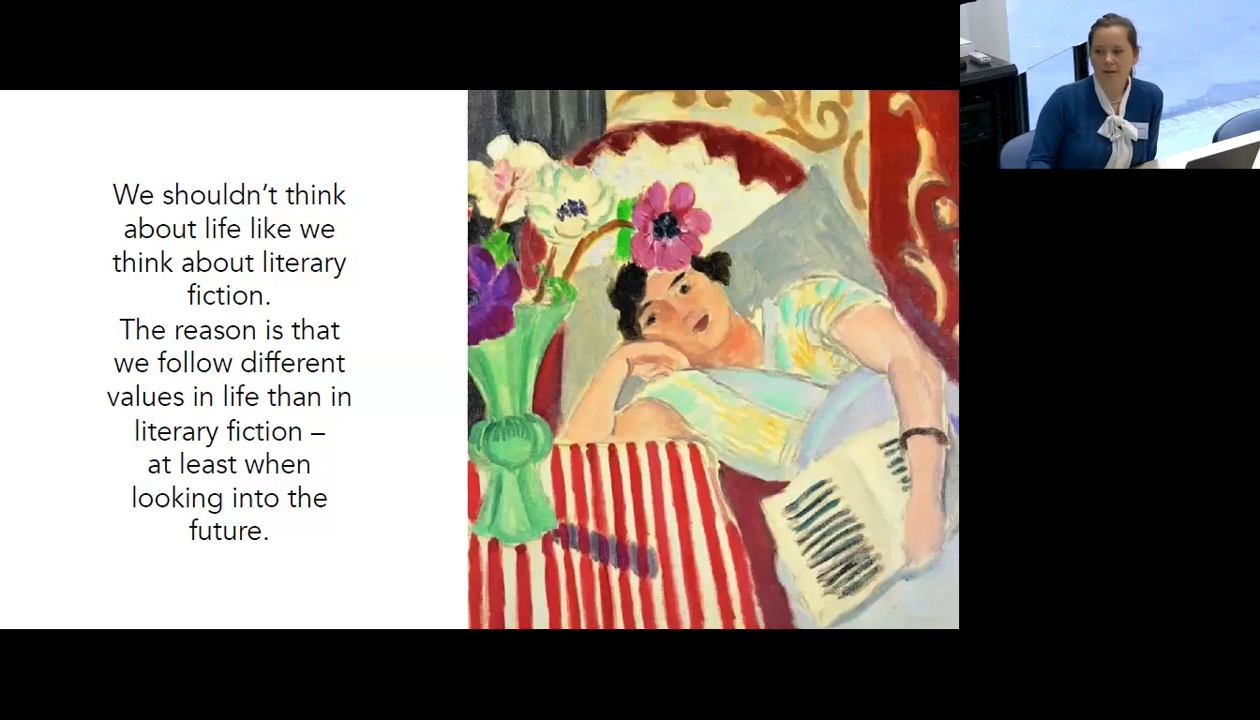 We shouldn’t think
about life like we
think about literary
fiction.
The reason is that
we follow different
values in life than in
literary fiction –
at least when
looking into the
future.